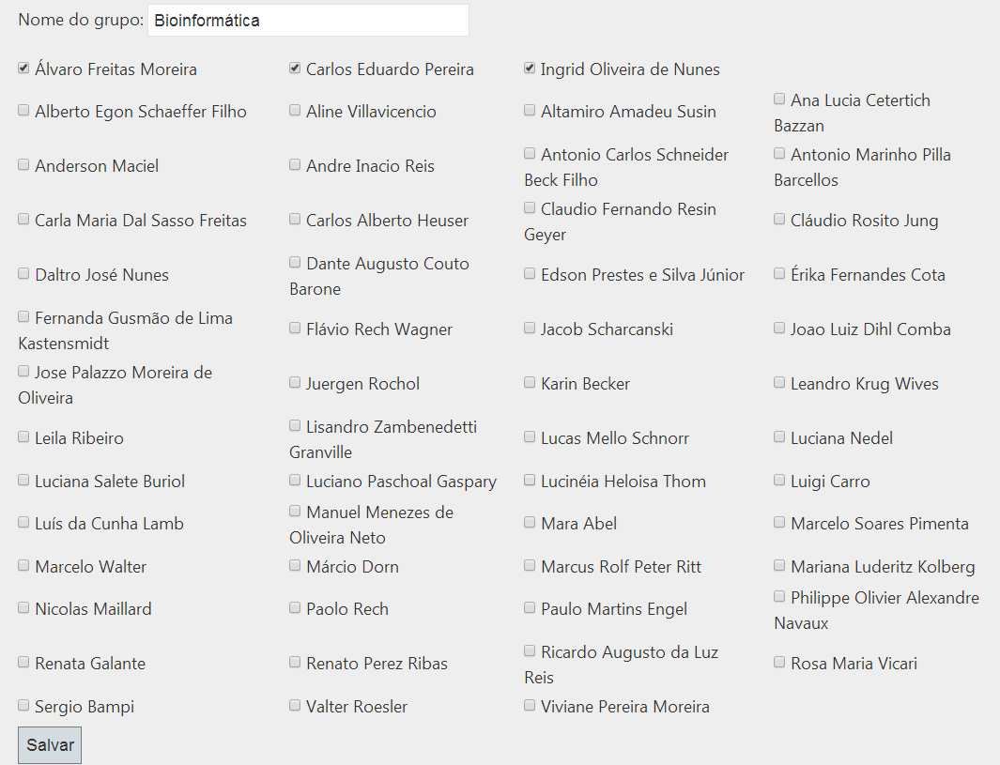 Nome do grupo: Bioinformática
Álvaro Freitas Moreira Carlos Eduardo Pereira Ingrid Oliveira de Nunes
Alberto Egon Schaeffer Filho Aline Villavicencio Altamiro Amadeu Susin Ana Lucia Cetertich
Bazzan
Anderson Maciel Andre Inacio Reis Antonio Carlos Schneider Antonio Marinho Pilla
Beck Filho Barcellos
Carla Maria Dal Sasso Freitas Carlos Alberto Heuser Claudio Fernando Resin Cláudio Rosito Jung
Geyer
Daltro José Nunes Dante Augusto Couto Edson Prestes e Silva Júnior Érika Fernandes Cota
Barone
Fernanda Gusmão de Lima Flávio Rech Wagner Jacob Scharcanski Joao Luiz Dihl Comba
Kastensmidt
Jose Palazzo Moreira de Juergen Rochol Karin Becker Leandro Krug Wives
Oliveira
Leila Ribeiro Lisandro Zambenedetti Lucas Mello Schnorr Luciana Nedel
Granville
Luciana Salete Buriol Luciano Paschoal Gaspary Lucinéia Heloisa Thom Luigi Carro
Luís da Cunha Lamb Manuel Menezes de Mara Abel Marcelo Soares Pimenta
Oliveira Neto
Marcelo Walter Márcio Dorn Marcus Rolf Peter Ritt Mariana Luderitz Kolberg
Nicolas Maillard Paolo Rech Paulo Martins Engel Philippe Olivier Alexandre
Navaux
Renata Galante Renato Perez Ribas Ricardo Augusto da Luz Rosa Maria Vicari
Reis
Sergio Bampi Valter Roesler Viviane Pereira Moreira
Salvar